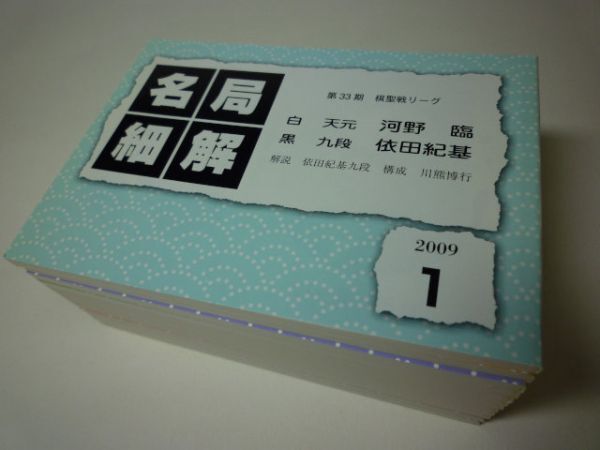 名局
細解
第33期 棋聖戦リーグ
白 天元 河野 臨
黒 九段 依田紀基
解説 依田紀基九段 構成 川熊博行
2009
1